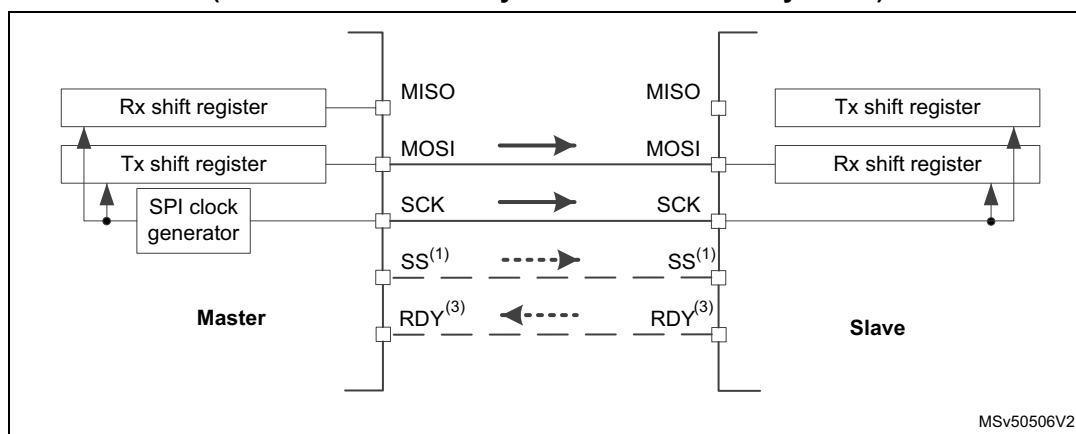 MISO
MISO
Rx shift register
Tx shift register
MOSI
MOSI
Tx shift register
Rx shift register
SPI clock
generator
SCK
SCK
SS(1)
SS(1)
Master
RDY(3)
RDY(3)
Slave
MSv50506V2